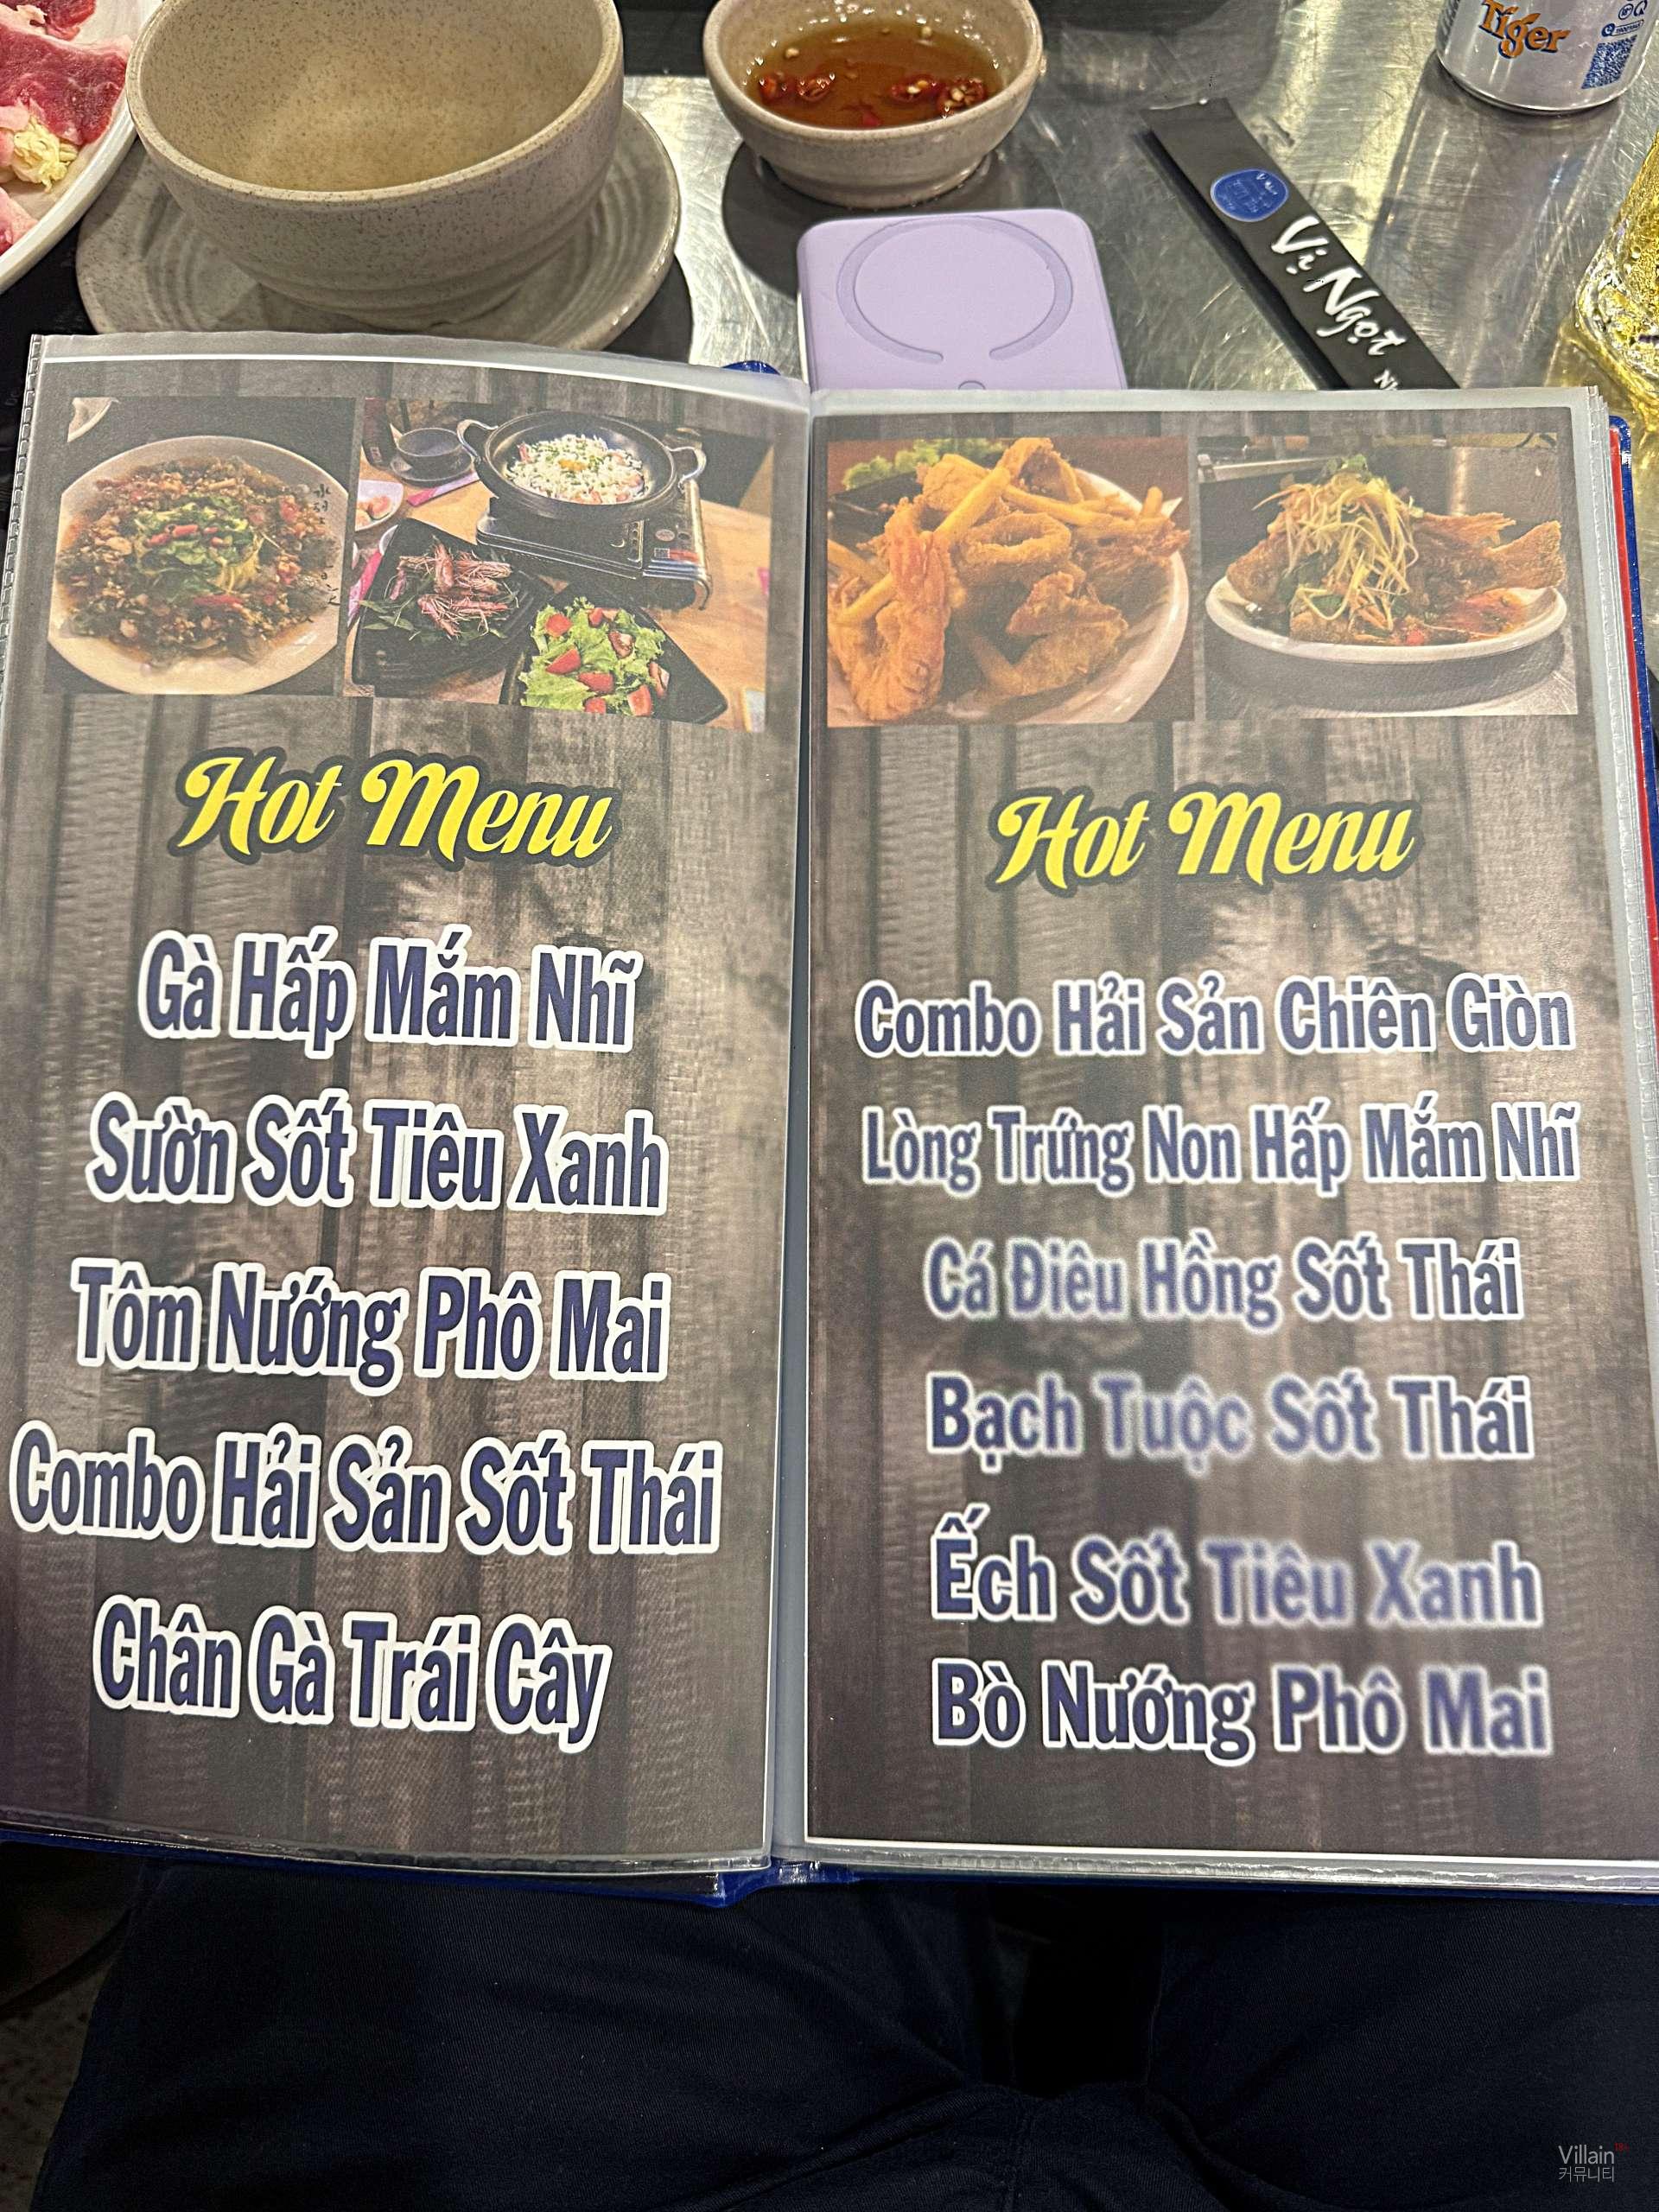 Tiger
Vị Ngọt
Hot Menu
Gà Hấp Mắm Nhĩ
Sườn Sốt Tiêu Xanh
Tôm Nướng Phô Mai
Combo Hải Sản Sốt Thái
Chân Gà Trái Cây
Hot Menu
Combo Hải Sản Chiên Giòn
Lòng Trứng Non Hấp Mắm Nhĩ
Cá Điêu Hồng Sốt Thái
Bạch Tuộc Sốt Thái
Ếch Sốt Tiêu Xanh
Bò Nướng Phô Mai
Villain
커뮤니티